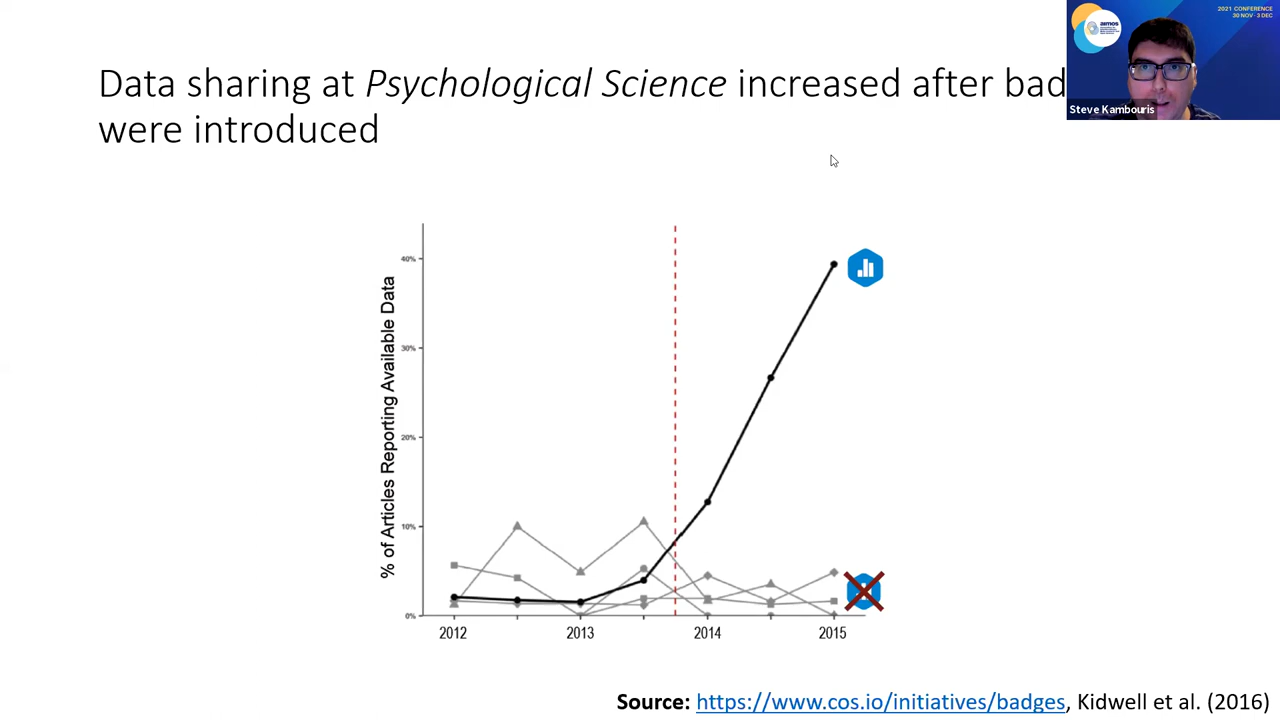 2021 CONFERENCE
30 NOV - 3 DEC
aimos
Steve Kambouris
Data sharing at Psychological Science increased after bad
were introduced
% of Articles Reporting Available Data
40%
30%
20%
10%
0%
2012
2013
2014
2015
Source: https://www.cos.io/initiatives/badges, Kidwell et al. (2016)